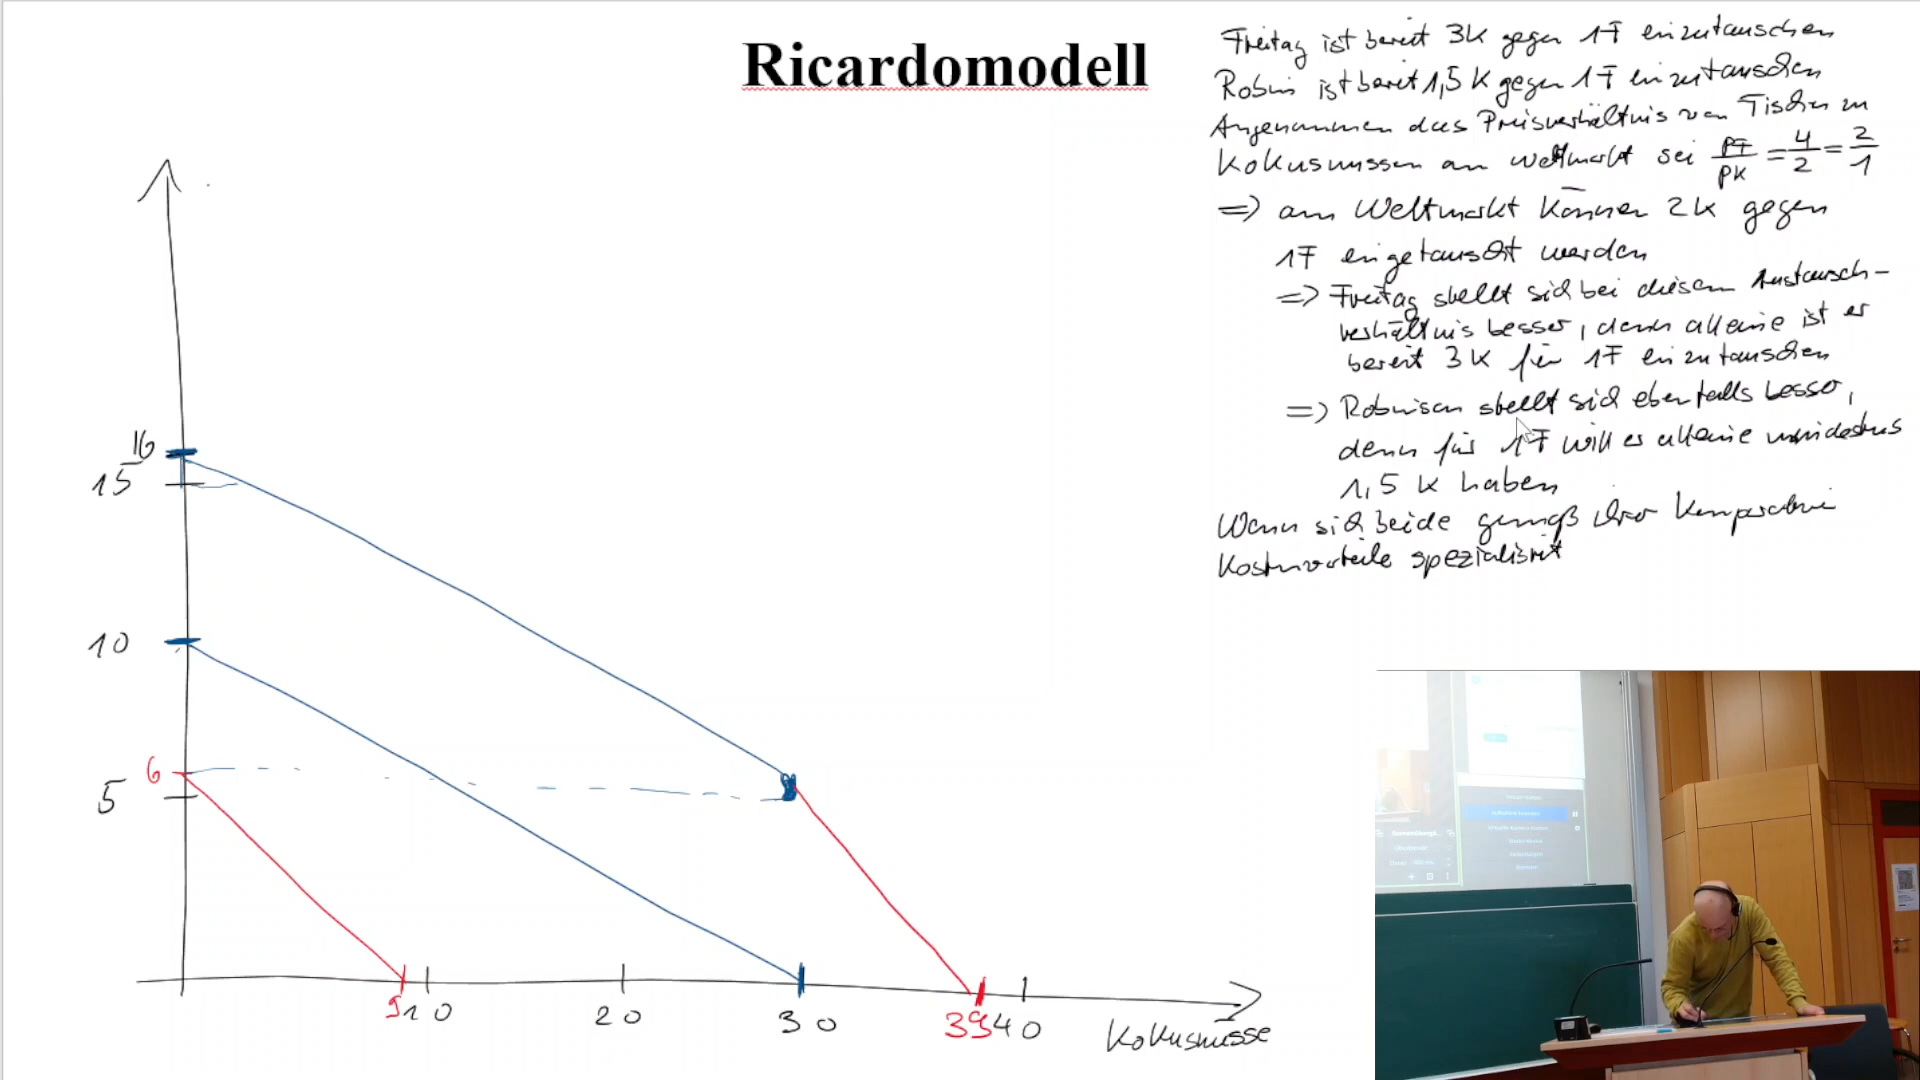 Ricardomodell
Freitag ist bereit 3K gegen 1F einzutauschen
Robin ist bereit 1,5 K gegen 1F einzutauschen
Angenommen das Preisverhältnis von Fischen zu
Kokusnussen am Weltmarkt sei PF/PK = 4/2 = 2/1
=> am Weltmarkt können 2K gegen
1F eingetauscht werden
=> Freitag stellt sich bei diesem Austausch-
verhältnis besser, denn alleine ist er
bereit 3K für 1F einzutauschen
=> Robinson stellt sich ebenfalls besser,
denn für 1F will er alleine mindestens
1,5 K haben
Wenn sich beide gemäß ihrer komparativen
Kostenvorteile spezialisiert
16
15
10
6
5
9 10 20 30 39 40
Kokusnüsse